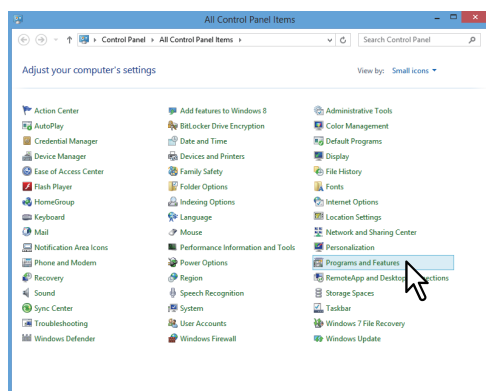 All Control Panel Items
Control Panel ▸ All Control Panel Items ▸ Search Control Panel
Adjust your computer's settings View by: Small icons
Action Center Add features to Windows 8 Administrative Tools
AutoPlay BitLocker Drive Encryption Color Management
Credential Manager Date and Time Default Programs
Device Manager Devices and Printers Display
Ease of Access Center Family Safety File History
Flash Player Folder Options Fonts
HomeGroup Indexing Options Internet Options
Keyboard Language Location Settings
Mail Mouse Network and Sharing Center
Notification Area Icons Performance Information and Tools Personalization
Phone and Modem Power Options Programs and Features
Recovery Region RemoteApp and Desktop
Sound Speech Recognition Storage Spaces
Sync Center System Taskbar
Troubleshooting User Accounts Windows 7 File Recovery
Windows Defender Windows Firewall Windows Update